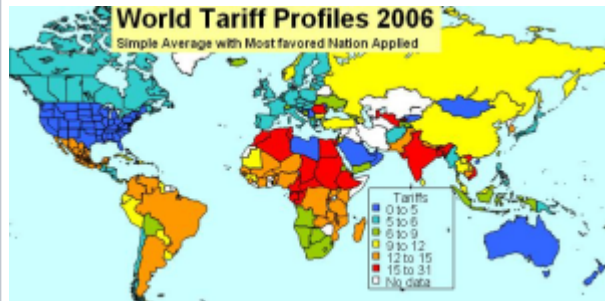 World Tariff Profiles 2006
Simple Average with Most favored Nation Applied
Tariffs
0 to 5
5 to 6
6 to 9
9 to 12
12 to 15
15 to 31
No data